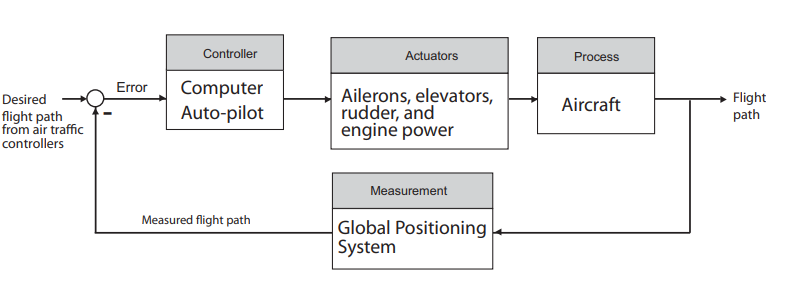 Controller
Actuators
Process
Desired
flight path
from air traffic
controllers
Error
−
Computer
Auto-pilot
Ailerons, elevators,
rudder, and
engine power
Aircraft
Flight
path
Measurement
Measured flight path
Global Positioning
System